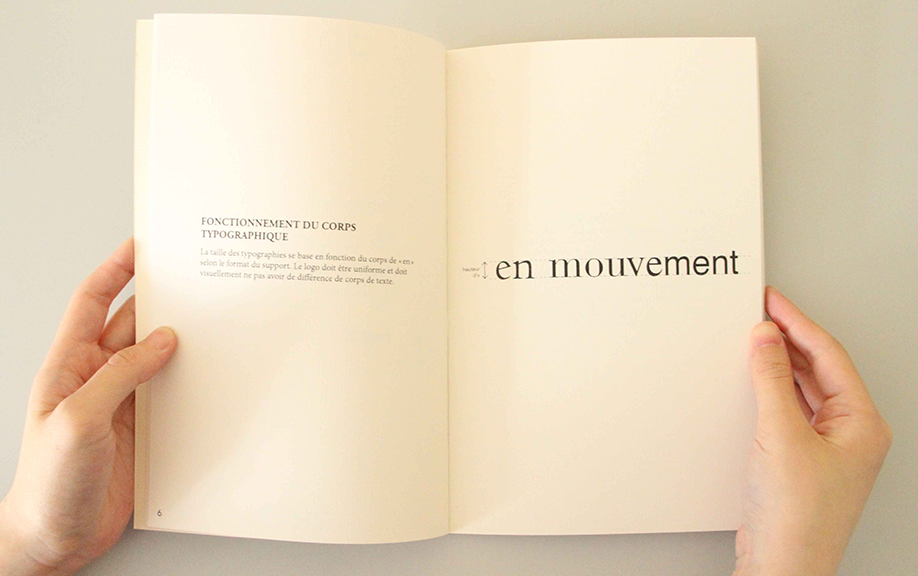 FONCTIONNEMENT DU CORPS
TYPOGRAPHIQUE
La taille des typographies se base en fonction du corps de « en »
selon le format du support. Le logo doit être uniforme et doit
visuellement ne pas avoir de différence de corps de texte.
6
hauteur
d'x
en mouvement